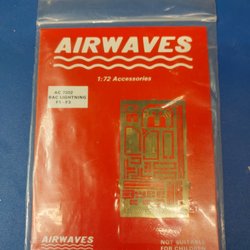 AIRWAVES
1:72 Accessories
AC 7202
BAC LIGHTNING
F1 - F3
AIRWAVES
NOT SUITABLE
FOR CHILDREN